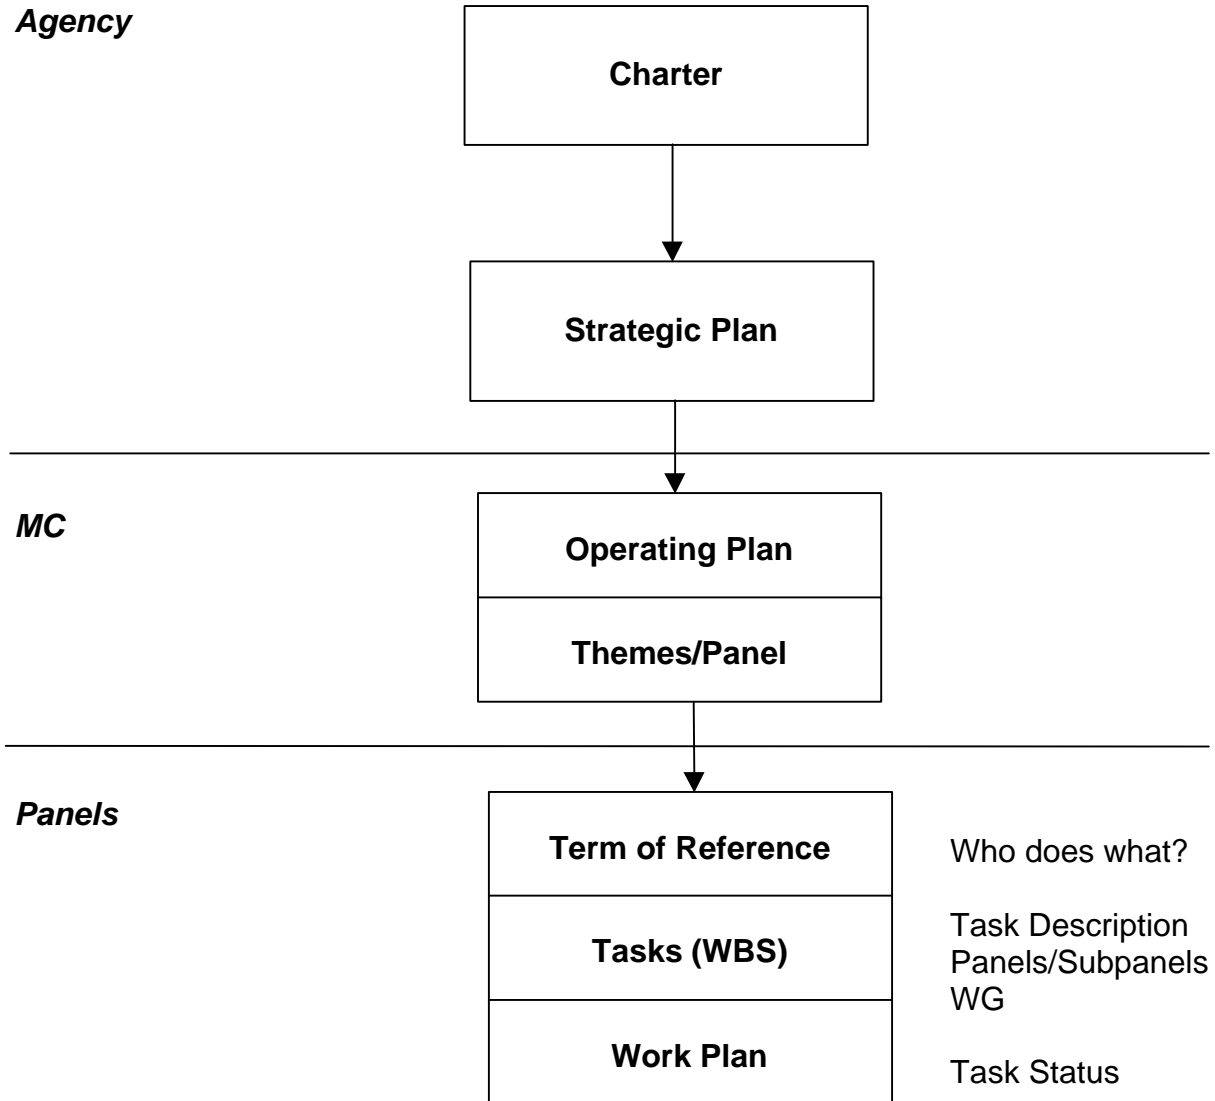 Agency
Charter
Strategic Plan
MC
Operating Plan
Themes/Panel
Panels
Term of Reference
Who does what?
Tasks (WBS)
Task Description
Panels/Subpanels
WG
Work Plan
Task Status